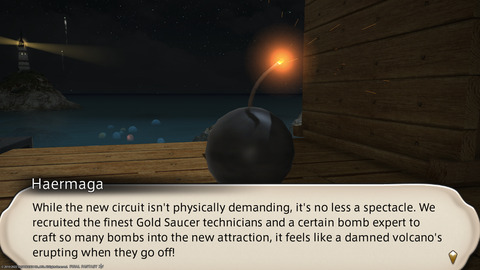 Haermaga
While the new circuit isn't physically demanding, it's no less a spectacle. We
recruited the finest Gold Saucer technicians and a certain bomb expert to
craft so many bombs into the new attraction, it feels like a damned volcano's
erupting when they go off!